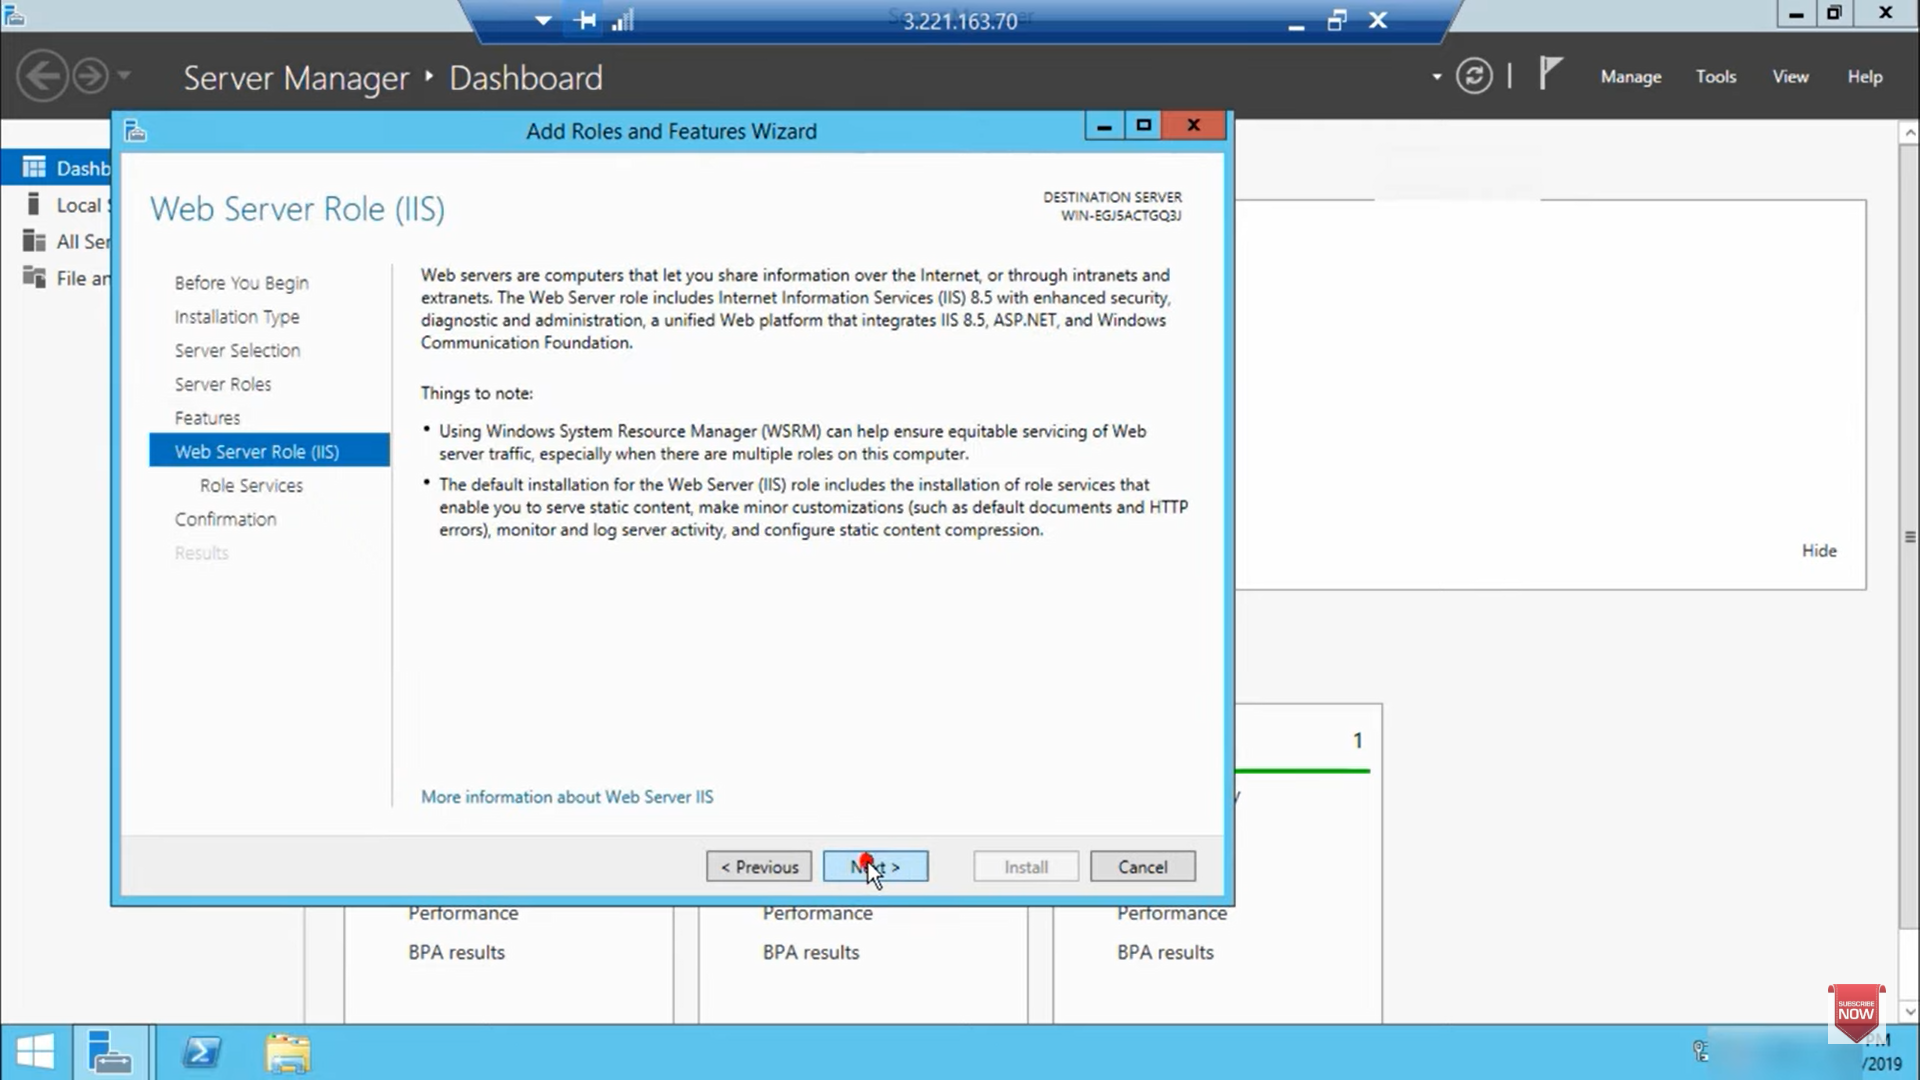 3.221.163.70
Server Manager ‣ Dashboard
Manage Tools View Help
Add Roles and Features Wizard
Dashb
Local
All Ser
File an
Web Server Role (IIS)
DESTINATION SERVER
WIN-EGJ5ACTGQ3J
Before You Begin
Installation Type
Server Selection
Server Roles
Features
Web Server Role (IIS)
Role Services
Confirmation
Results
Web servers are computers that let you share information over the Internet, or through intranets and
extranets. The Web Server role includes Internet Information Services (IIS) 8.5 with enhanced security,
diagnostic and administration, a unified Web platform that integrates IIS 8.5, ASP.NET, and Windows
Communication Foundation.
Things to note:
• Using Windows System Resource Manager (WSRM) can help ensure equitable servicing of Web
server traffic, especially when there are multiple roles on this computer.
• The default installation for the Web Server (IIS) role includes the installation of role services that
enable you to serve static content, make minor customizations (such as default documents and HTTP
errors), monitor and log server activity, and configure static content compression.
More information about Web Server IIS
< Previous
Next >
Install
Cancel
Hide
1
Performance
BPA results
Performance
BPA results
Performance
BPA results
SUBSCRIBE
NOW
PM
/2019